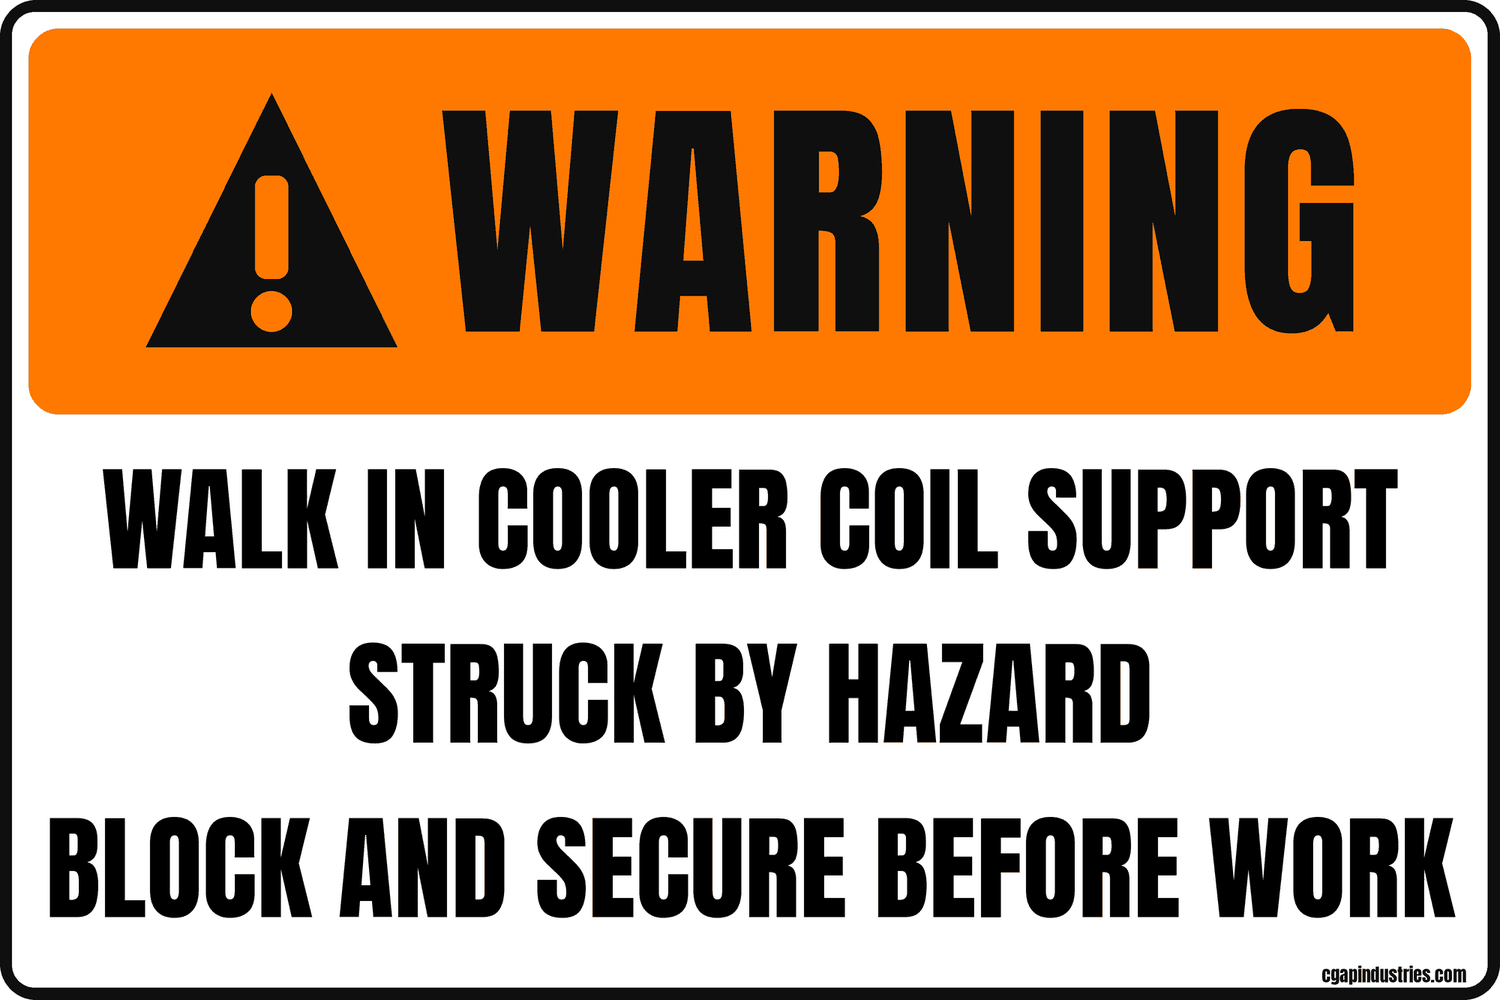 WARNING
WALK IN COOLER COIL SUPPORT
STRUCK BY HAZARD
BLOCK AND SECURE BEFORE WORK
cgapindustries.com